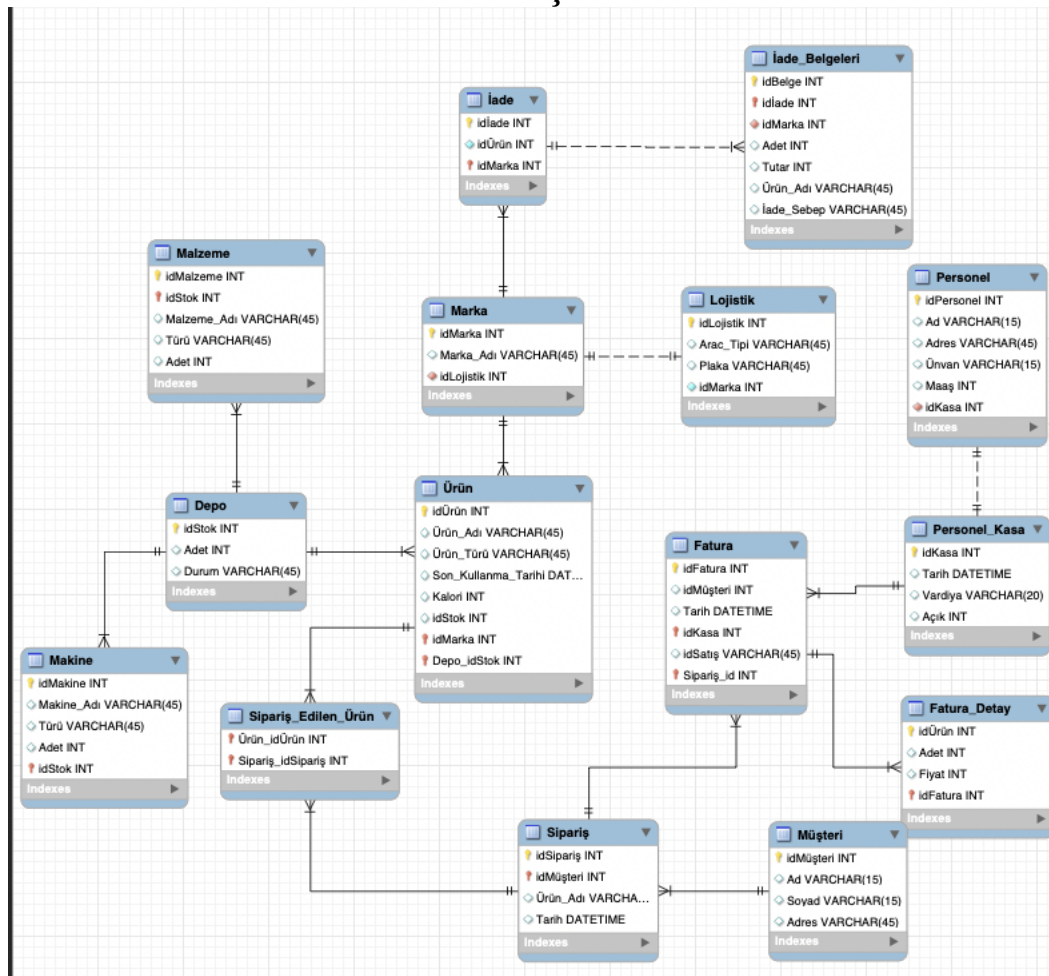 İade_Belgeleri
idBelge INT
idİade INT
idMarka INT
Adet INT
Tutar INT
Ürün_Adı VARCHAR(45)
İade_Sebep VARCHAR(45)
Indexes
İade
idİade INT
idÜrün INT
idMarka INT
Indexes
Malzeme
idMalzeme INT
idStok INT
Malzeme_Adı VARCHAR(45)
Türü VARCHAR(45)
Adet INT
Indexes
Marka
idMarka INT
Marka_Adı VARCHAR(45)
idLojistik INT
Indexes
Lojistik
idLojistik INT
Arac_Tipi VARCHAR(45)
Plaka VARCHAR(45)
idMarka INT
Indexes
Personel
idPersonel INT
Ad VARCHAR(15)
Adres VARCHAR(45)
Ünvan VARCHAR(15)
Maaş INT
idKasa INT
Indexes
Depo
idStok INT
Adet INT
Durum VARCHAR(45)
Indexes
Ürün
idÜrün INT
Ürün_Adı VARCHAR(45)
Ürün_Türü VARCHAR(45)
Son_Kullanma_Tarihi DAT...
Kalori INT
idStok INT
idMarka INT
Depo_idStok INT
Indexes
Fatura
idFatura INT
idMüşteri INT
Tarih DATETIME
idKasa INT
idSatış VARCHAR(45)
Sipariş_id INT
Indexes
Personel_Kasa
idKasa INT
Tarih DATETIME
Vardiya VARCHAR(20)
Açık INT
Indexes
Makine
idMakine INT
Makine_Adı VARCHAR(45)
Türü VARCHAR(45)
Adet INT
idStok INT
Indexes
Sipariş_Edilen_Ürün
Ürün_idÜrün INT
Sipariş_idSipariş INT
Indexes
Fatura_Detay
idÜrün INT
Adet INT
Fiyat INT
idFatura INT
Indexes
Sipariş
idSipariş INT
idMüşteri INT
Ürün_Adı VARCHA...
Tarih DATETIME
Indexes
Müşteri
idMüşteri INT
Ad VARCHAR(15)
Soyad VARCHAR(15)
Adres VARCHAR(45)
Indexes